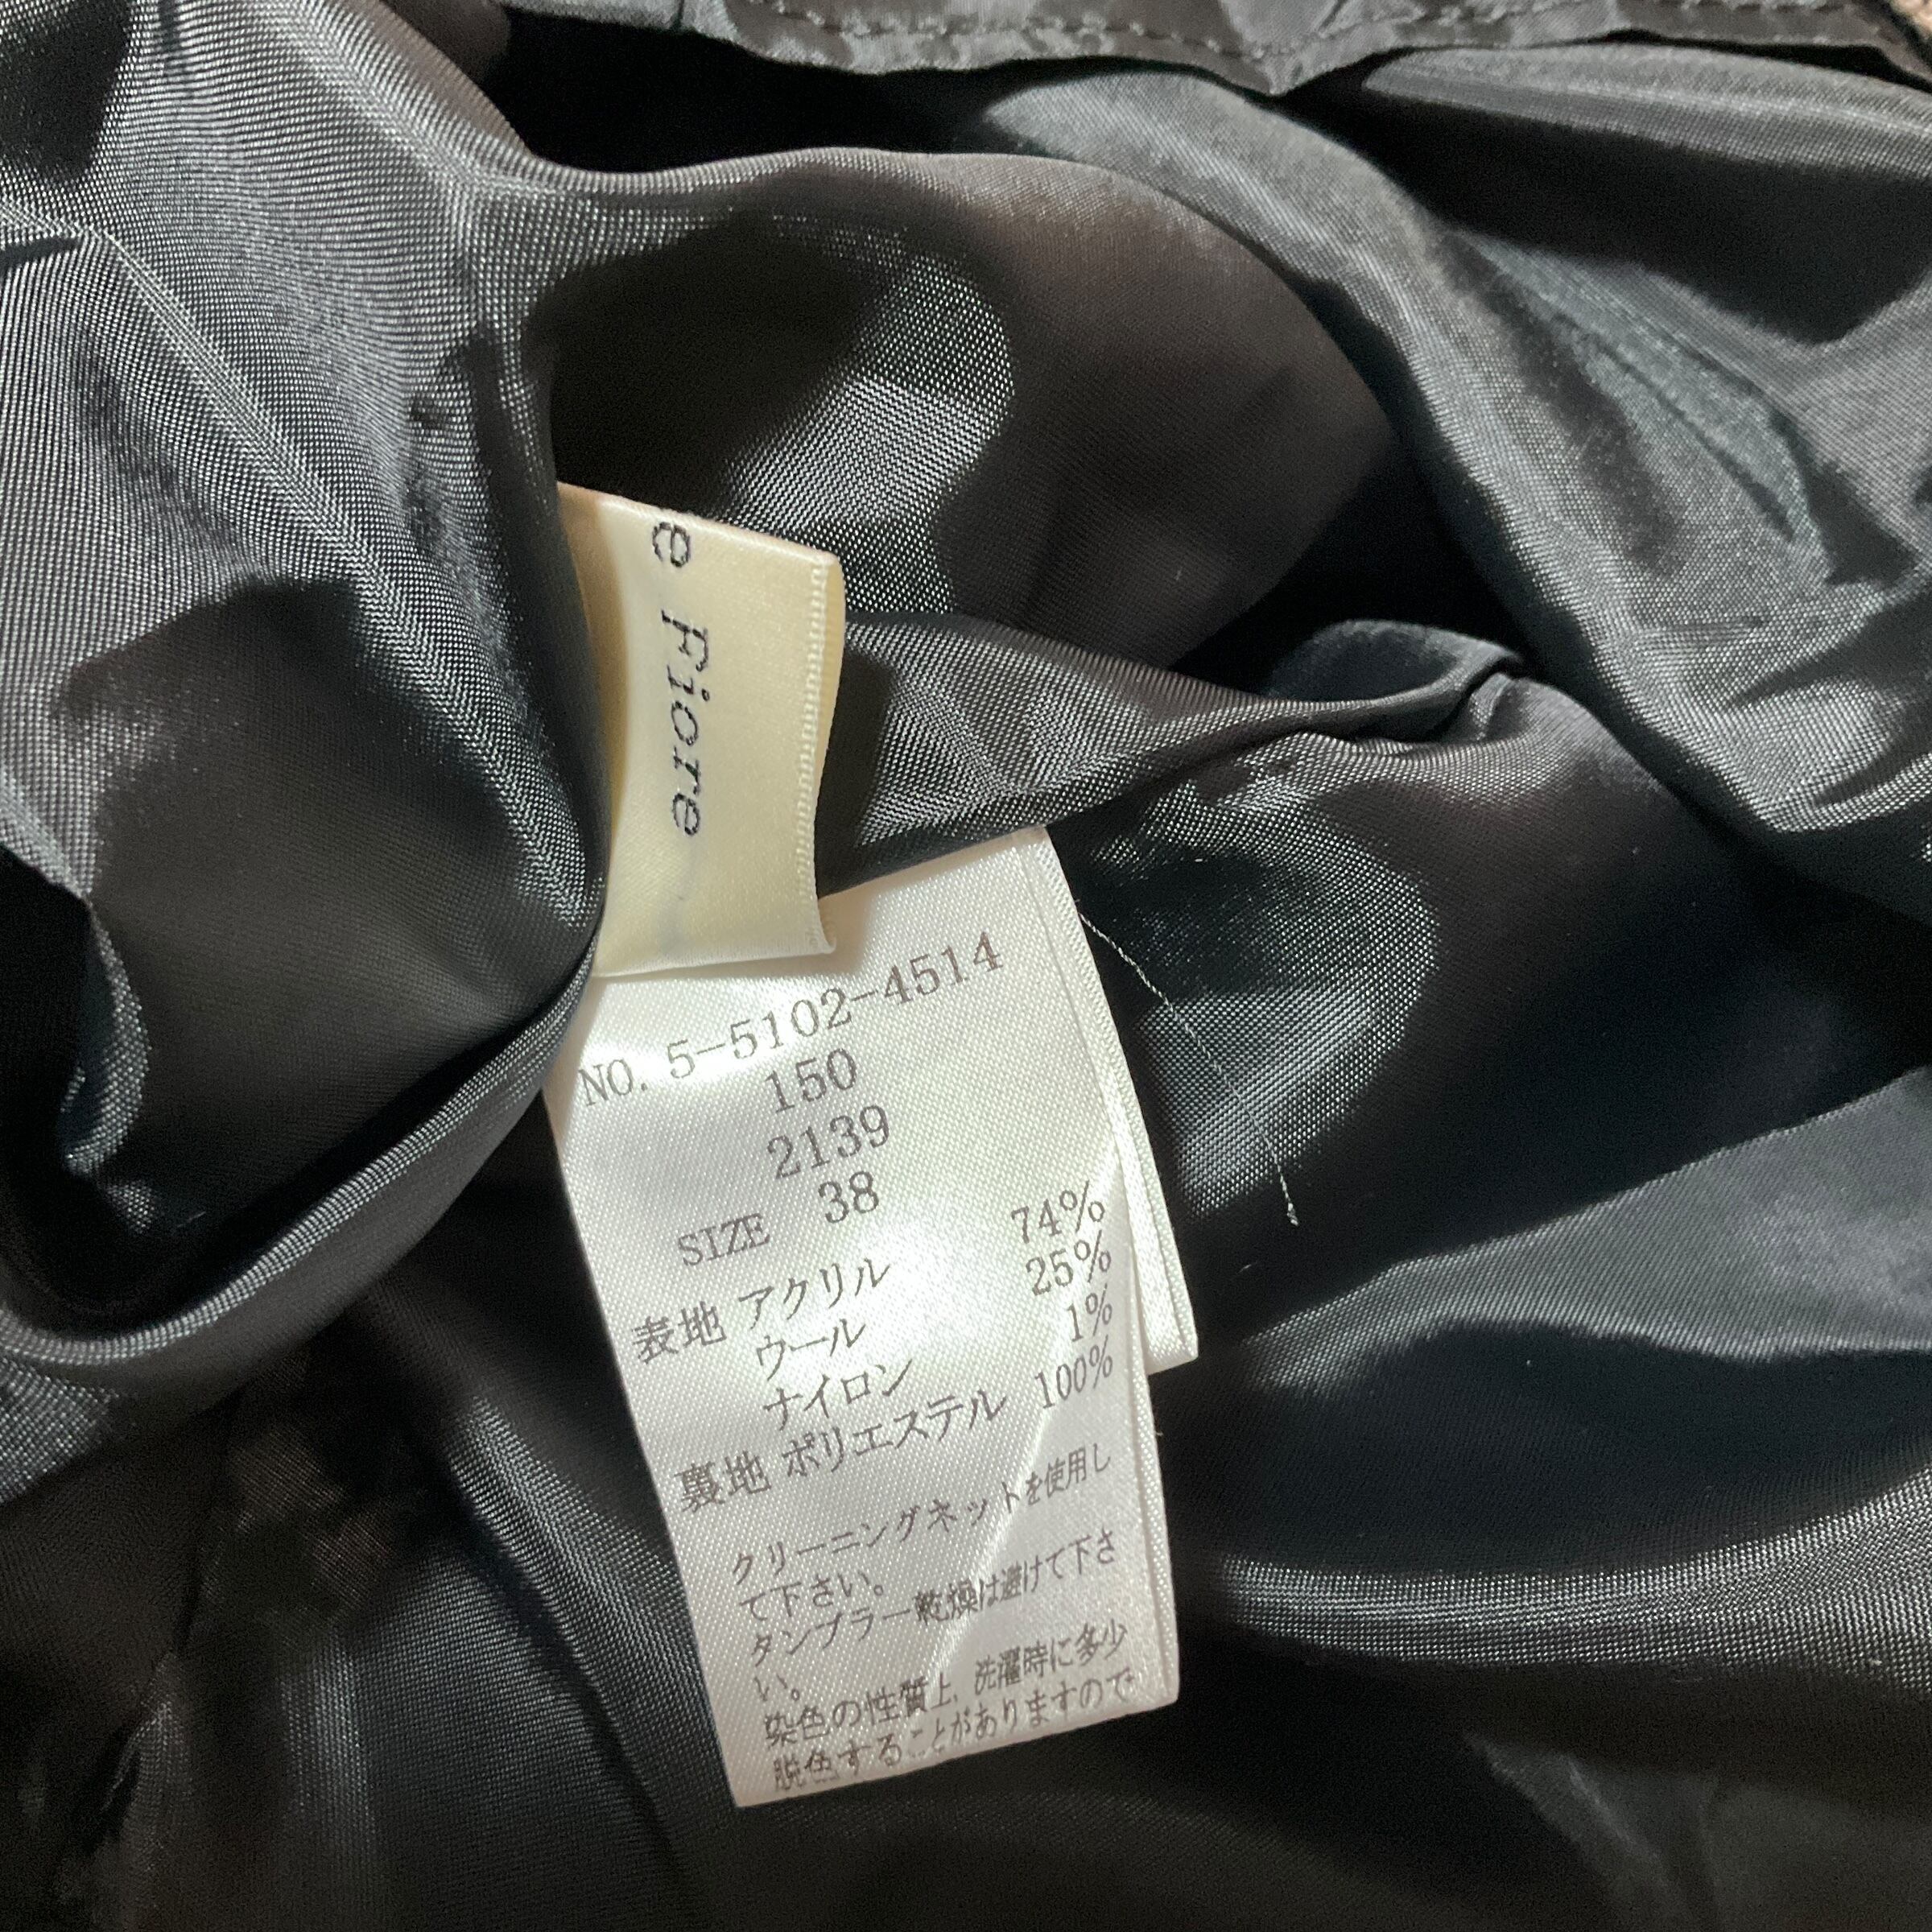 e Fiore
NO. 5-5102-4514
150
2139
SIZE 38
表地 アクリル 74%
ウール 25%
ナイロン 1%
裏地 ポリエステル 100%
クリーニングネットを使用し
て下さい。
タンブラー乾燥は避けて下さ
い。
染色の性質上、洗濯時に多少
脱色することがありますので